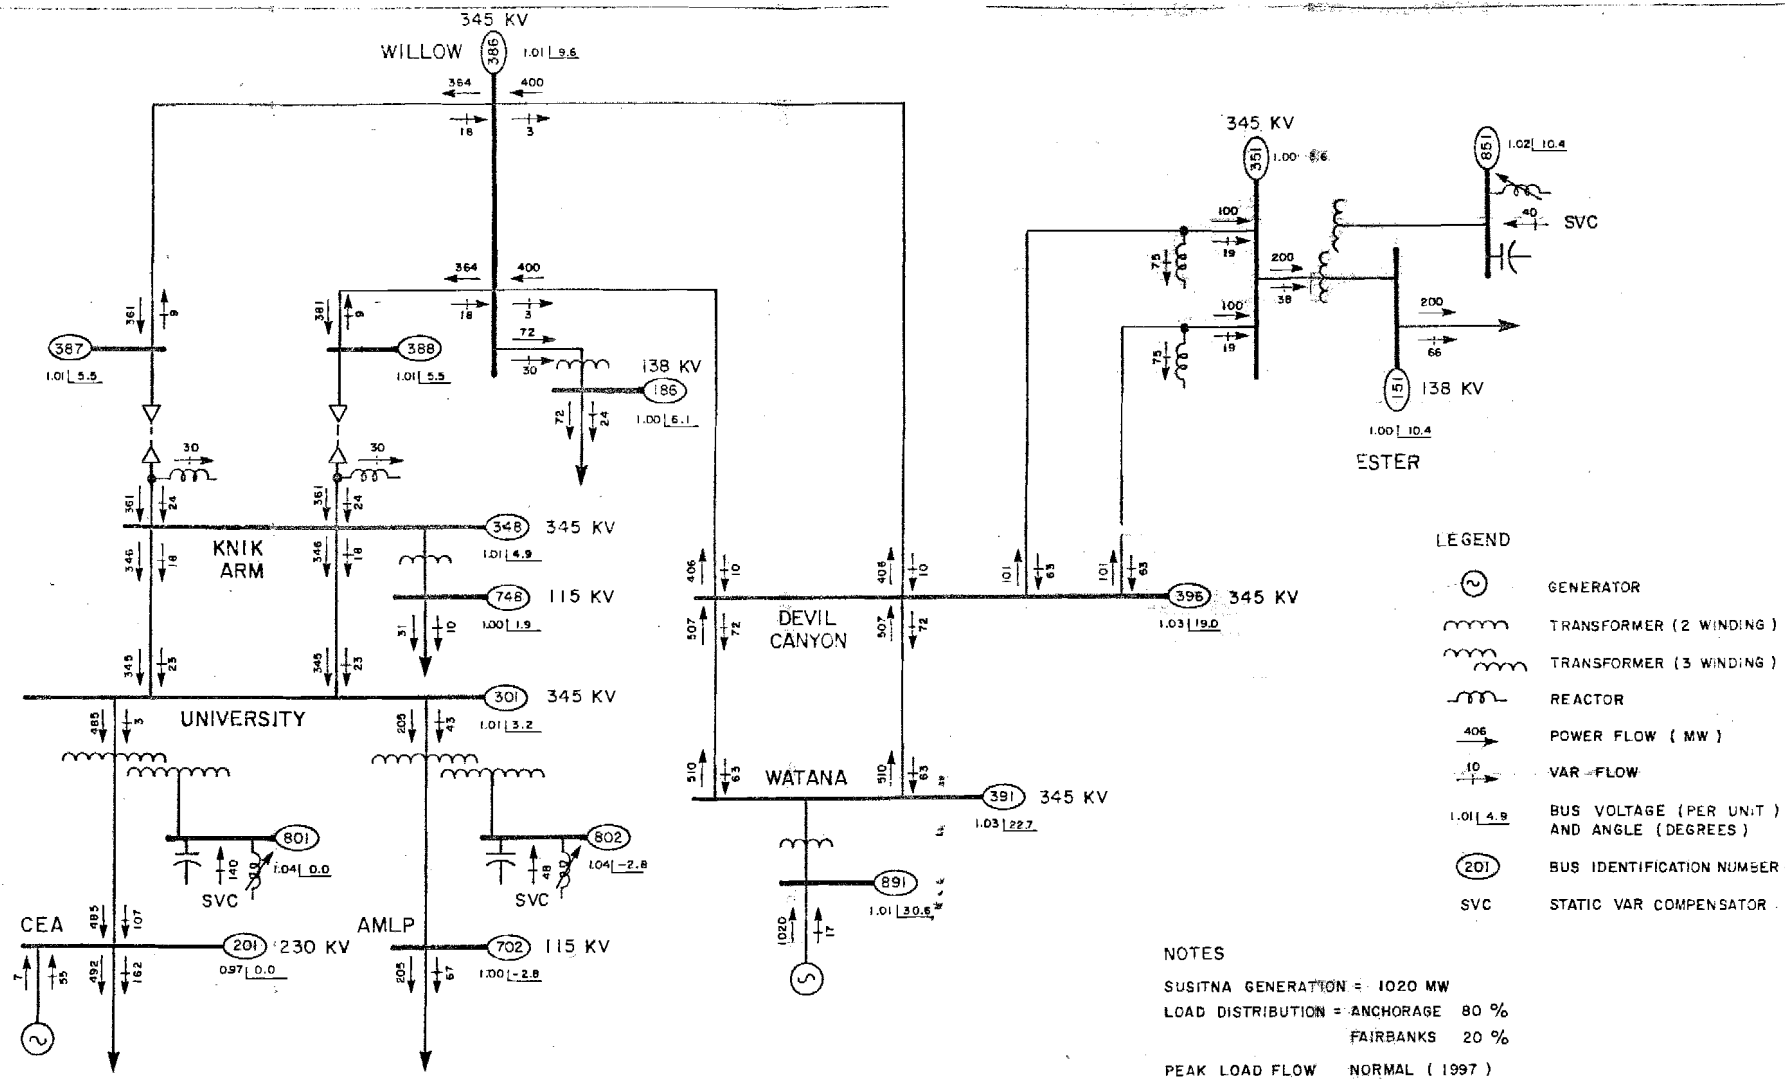 345 KV
WILLOW
386
1.01 9.6
364
400
18
3
364
400
18
3
72
30
138 KV
186
1.00 6.1
72
24
361
9
381
9
387
1.01 5.5
388
1.01 5.5
30
30
361
24
361
24
348
345 KV
1.01 4.9
KNIK
ARM
346
18
346
18
748
115 KV
1.00 1.9
31
10
345
23
345
23
301
345 KV
1.01 3.2
UNIVERSITY
485
3
205
43
801
1.04 0.0
140
SVC
802
1.04 -2.8
48
SVC
CEA
485
107
201
230 KV
0.97 0.0
7
55
492
162
AMLP
702
115 KV
1.00 -2.8
205
67
406
10
406
10
101
63
101
63
396
345 KV
1.03 19.0
DEVIL
CANYON
507
72
507
72
510
63
510
63
WATANA
391
345 KV
1.03 22.7
891
1.01 30.6
1020
17
345 KV
351
1.00
100
19
75
100
19
75
200
38
851
1.02 10.4
40
SVC
200
66
151
138 KV
1.00 10.4
ESTER
LEGEND
GENERATOR
TRANSFORMER ( 2 WINDING )
TRANSFORMER ( 3 WINDING )
REACTOR
406
POWER FLOW ( MW )
10
VAR FLOW
1.01 4.9
BUS VOLTAGE ( PER UNIT )
AND ANGLE ( DEGREES )
201
BUS IDENTIFICATION NUMBER
SVC
STATIC VAR COMPENSATOR
NOTES
SUSITNA GENERATION = 1020 MW
LOAD DISTRIBUTION = ANCHORAGE 80 %
FAIRBANKS 20 %
PEAK LOAD FLOW NORMAL ( 1997 )